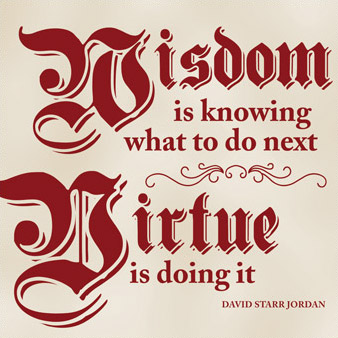 Wisdom
is knowing
what to do next
Virtue
is doing it
DAVID STARR JORDAN